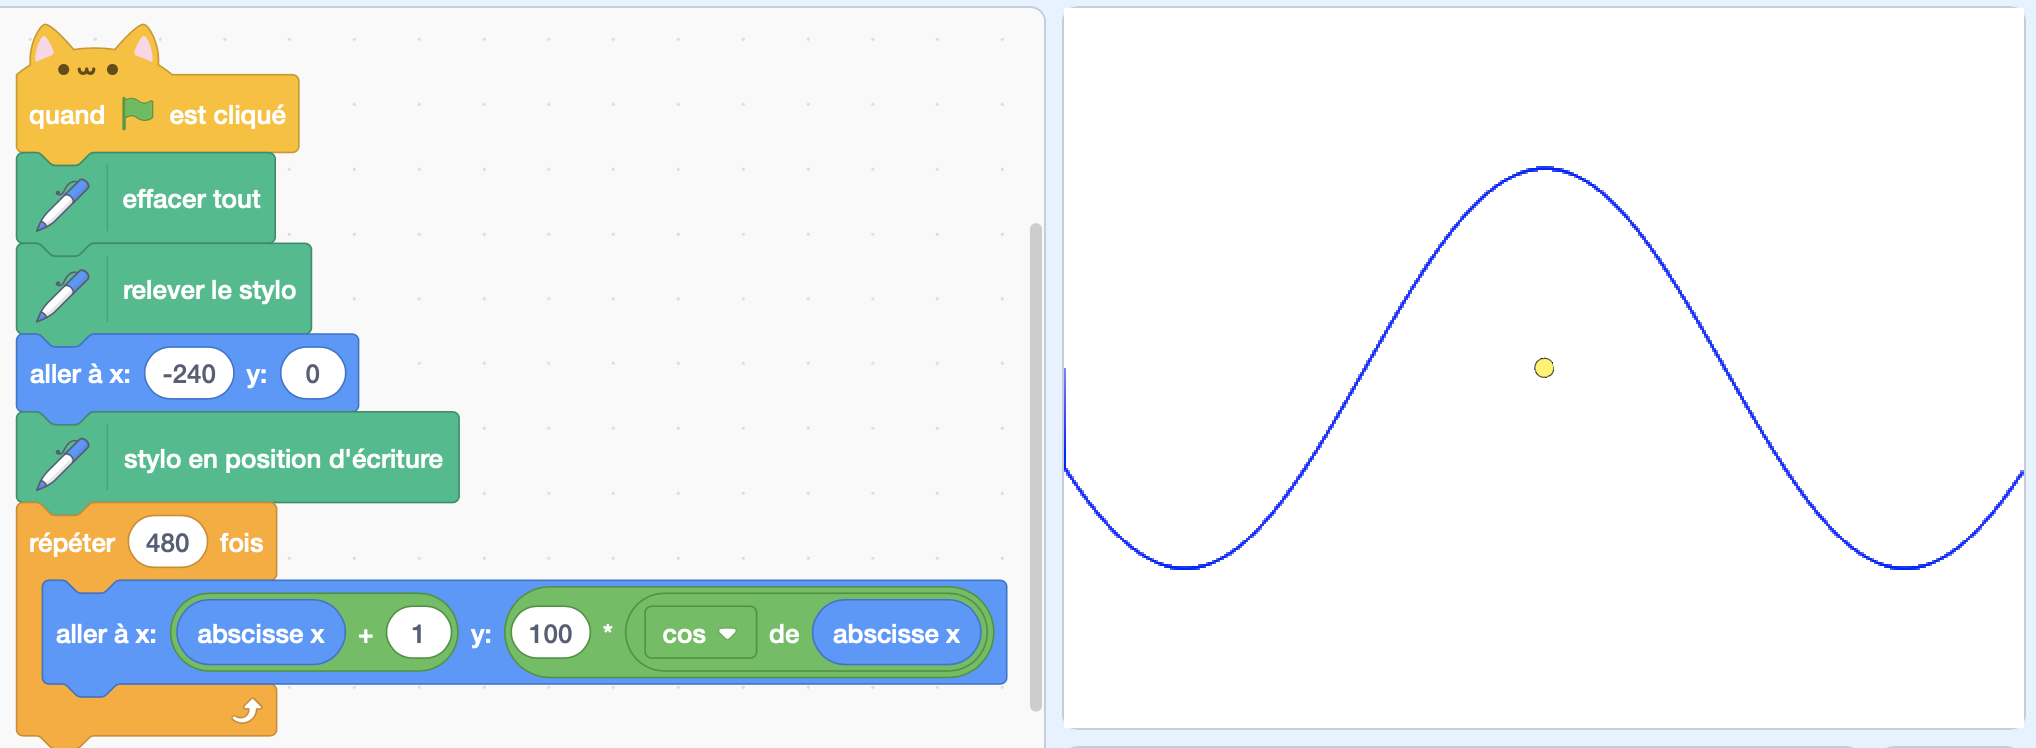 quand est cliqué
effacer tout
relever le stylo
aller à x: -240 y: 0
stylo en position d'écriture
répéter 480 fois
aller à x: abscisse x + 1 y: 100 * cos de abscisse x